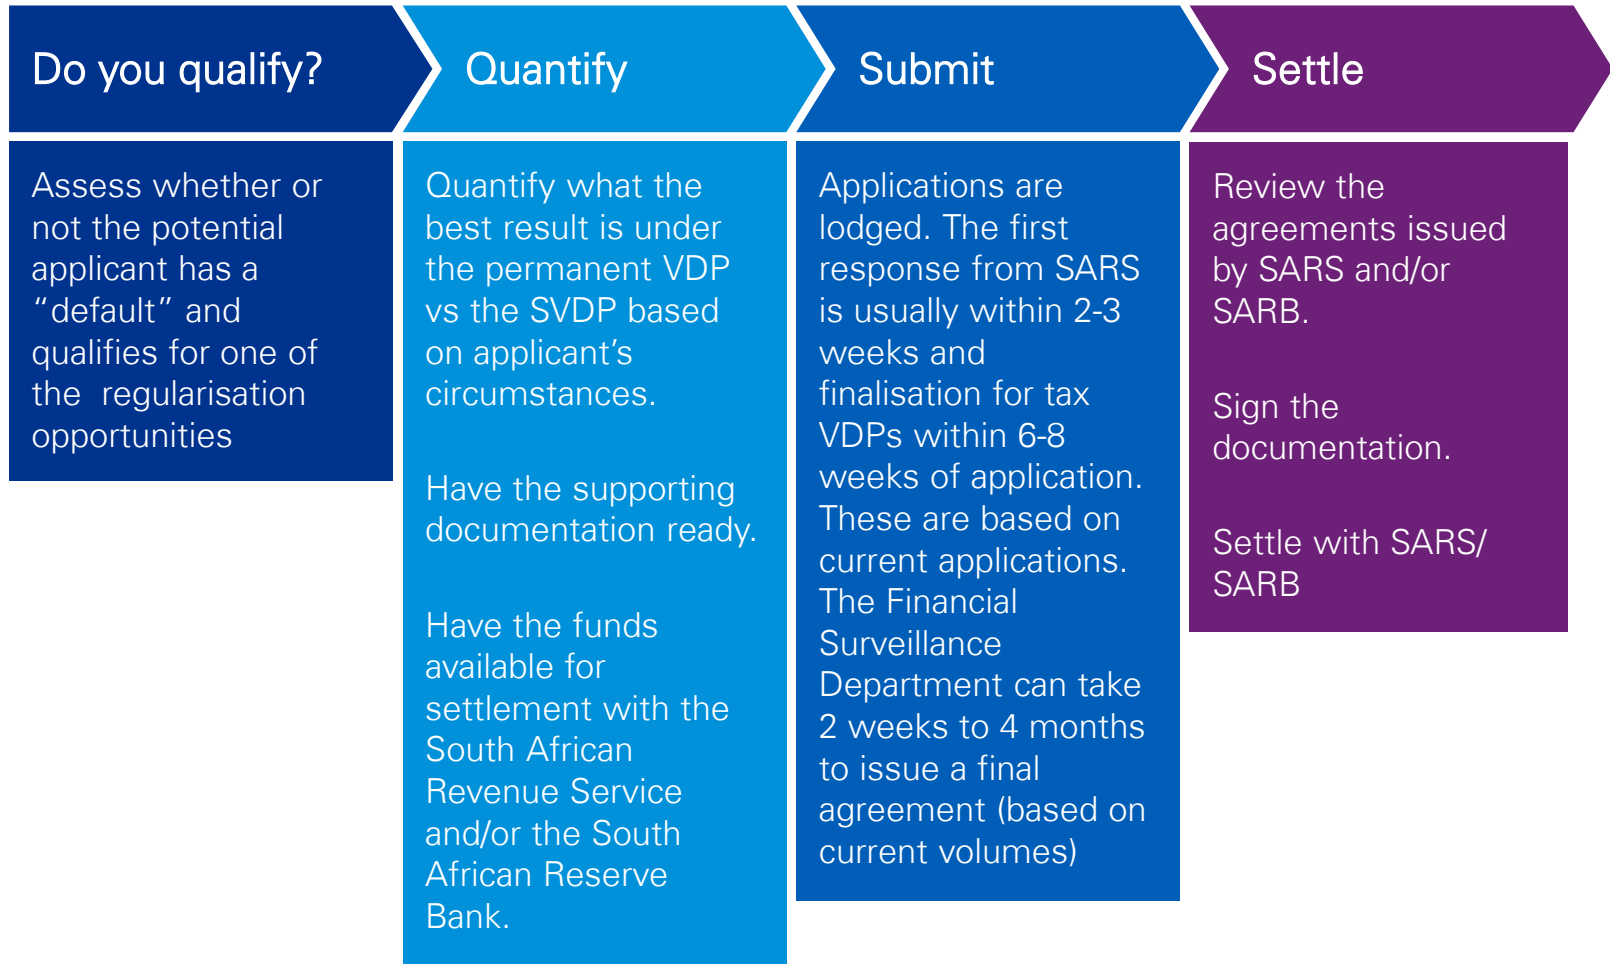 Do you qualify?
Quantify
Submit
Settle
Assess whether or
not the potential
applicant has a
“default” and
qualifies for one of
the  regularisation
opportunities
Quantify what the
best result is under
the permanent VDP
vs the SVDP based
on applicant’s
circumstances.
Have the supporting
documentation ready.
Have the funds
available for
settlement with the
South African
Revenue Service
and/or the South
African Reserve
Bank.
Applications are
lodged. The first
response from SARS
is usually within 2-3
weeks and
finalisation for tax
VDPs within 6-8
weeks of application.
These are based on
current applications.
The Financial
Surveillance
Department can take
2 weeks to 4 months
to issue a final
agreement (based on
current volumes)
Review the
agreements issued
by SARS and/or
SARB.
Sign the
documentation.
Settle with SARS/
SARB